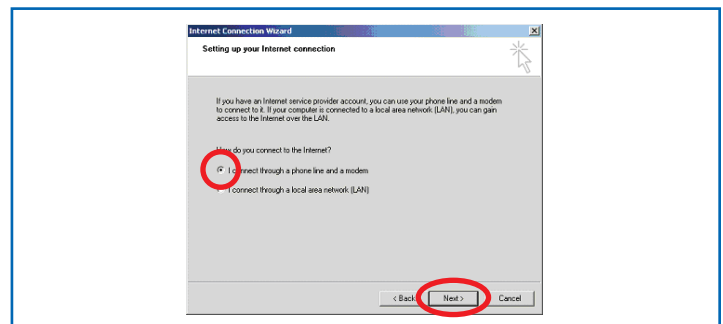 Internet Connection Wizard
Setting up your Internet connection
If you have an Internet service provider account, you can use your phone line and a modem
to connect to it. If your computer is connected to a local area network (LAN), you can gain
access to the Internet over the LAN.
How do you connect to the Internet?
I connect through a phone line and a modem
I connect through a local area network (LAN)
< Back
Next >
Cancel